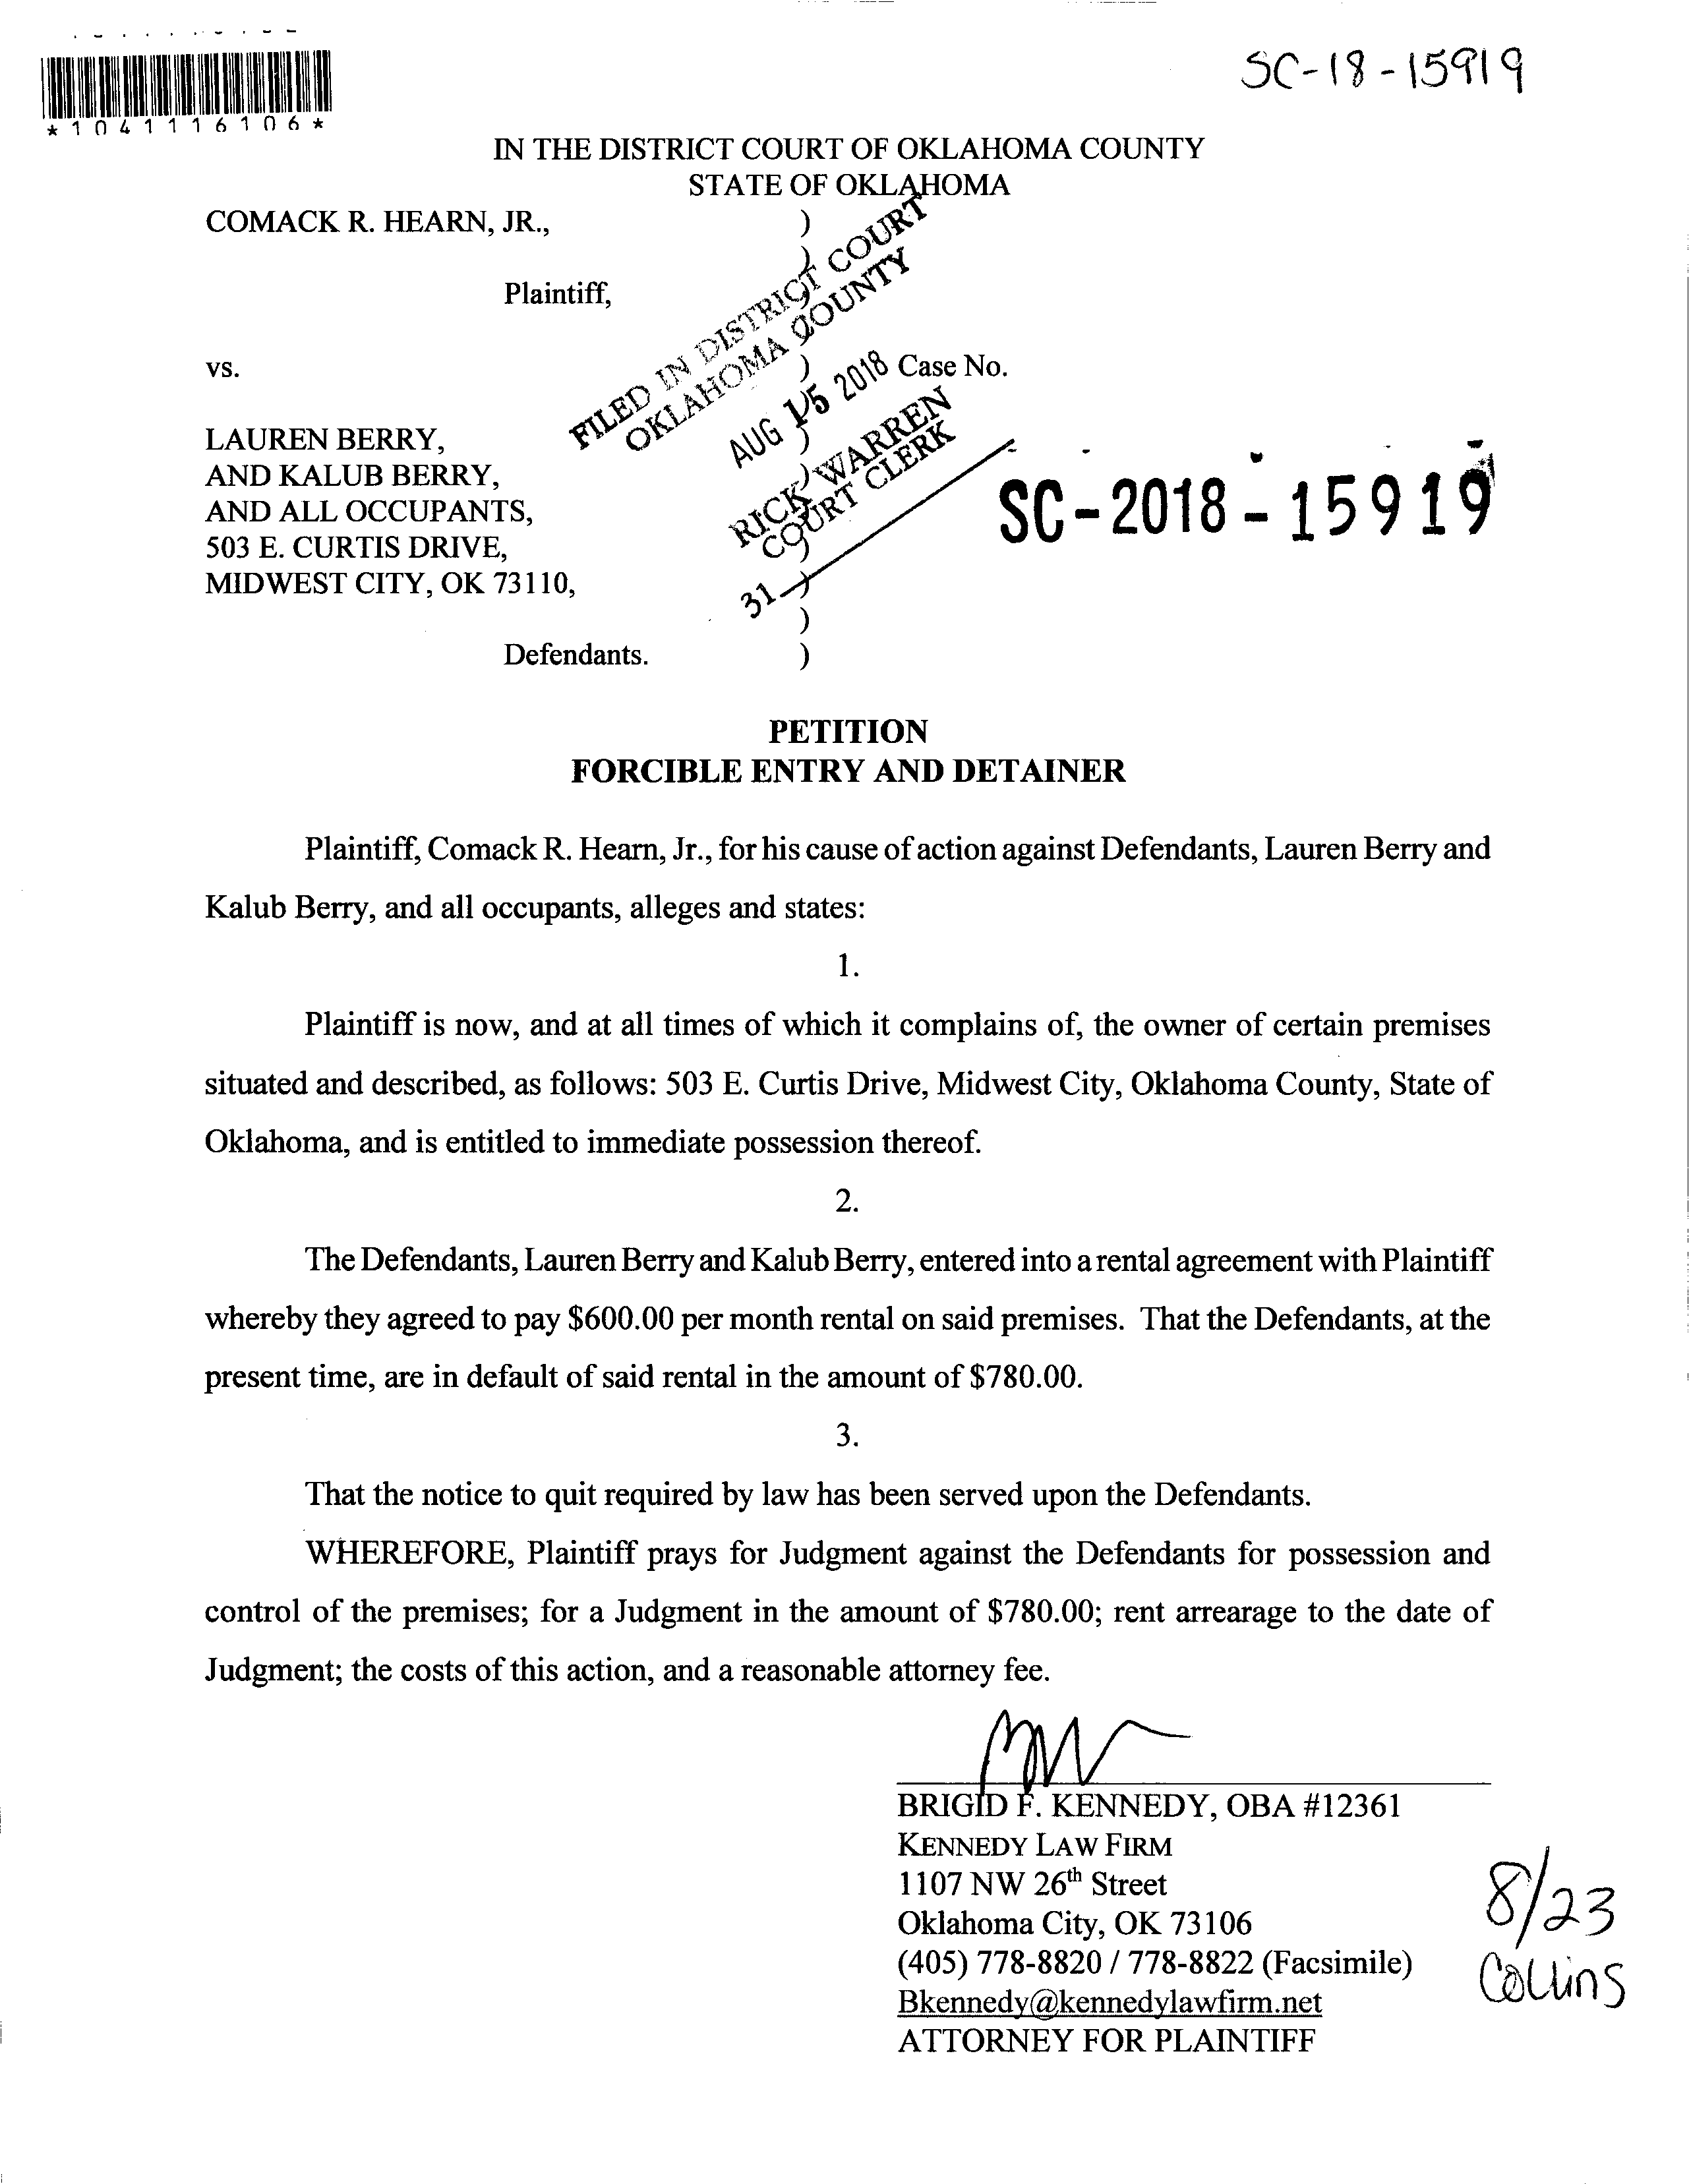 SC-18-15919
*1041116106*
IN THE DISTRICT COURT OF OKLAHOMA COUNTY
STATE OF OKLAHOMA
COMACK R. HEARN, JR., )
)
Plaintiff, )
)
vs. ) Case No.
)
LAUREN BERRY, )
AND KALUB BERRY, )
AND ALL OCCUPANTS, )
503 E. CURTIS DRIVE, )
MIDWEST CITY, OK 73110, )
)
Defendants. )
FILED IN DISTRICT COURT
OKLAHOMA COUNTY
AUG 15 2018
RICK WARREN
COURT CLERK
31
SC-2018-15919
PETITION
FORCIBLE ENTRY AND DETAINER
Plaintiff, Comack R. Hearn, Jr., for his cause of action against Defendants, Lauren Berry and
Kalub Berry, and all occupants, alleges and states:
1.
Plaintiff is now, and at all times of which it complains of, the owner of certain premises
situated and described, as follows: 503 E. Curtis Drive, Midwest City, Oklahoma County, State of
Oklahoma, and is entitled to immediate possession thereof.
2.
The Defendants, Lauren Berry and Kalub Berry, entered into a rental agreement with Plaintiff
whereby they agreed to pay $600.00 per month rental on said premises. That the Defendants, at the
present time, are in default of said rental in the amount of $780.00.
3.
That the notice to quit required by law has been served upon the Defendants.
WHEREFORE, Plaintiff prays for Judgment against the Defendants for possession and
control of the premises; for a Judgment in the amount of $780.00; rent arrearage to the date of
Judgment; the costs of this action, and a reasonable attorney fee.
BRIGID F. KENNEDY, OBA #12361
KENNEDY LAW FIRM
1107 NW 26th Street
Oklahoma City, OK 73106
(405) 778-8820 / 778-8822 (Facsimile)
Bkennedy@kennedylawfirm.net
ATTORNEY FOR PLAINTIFF
8/23
Collins